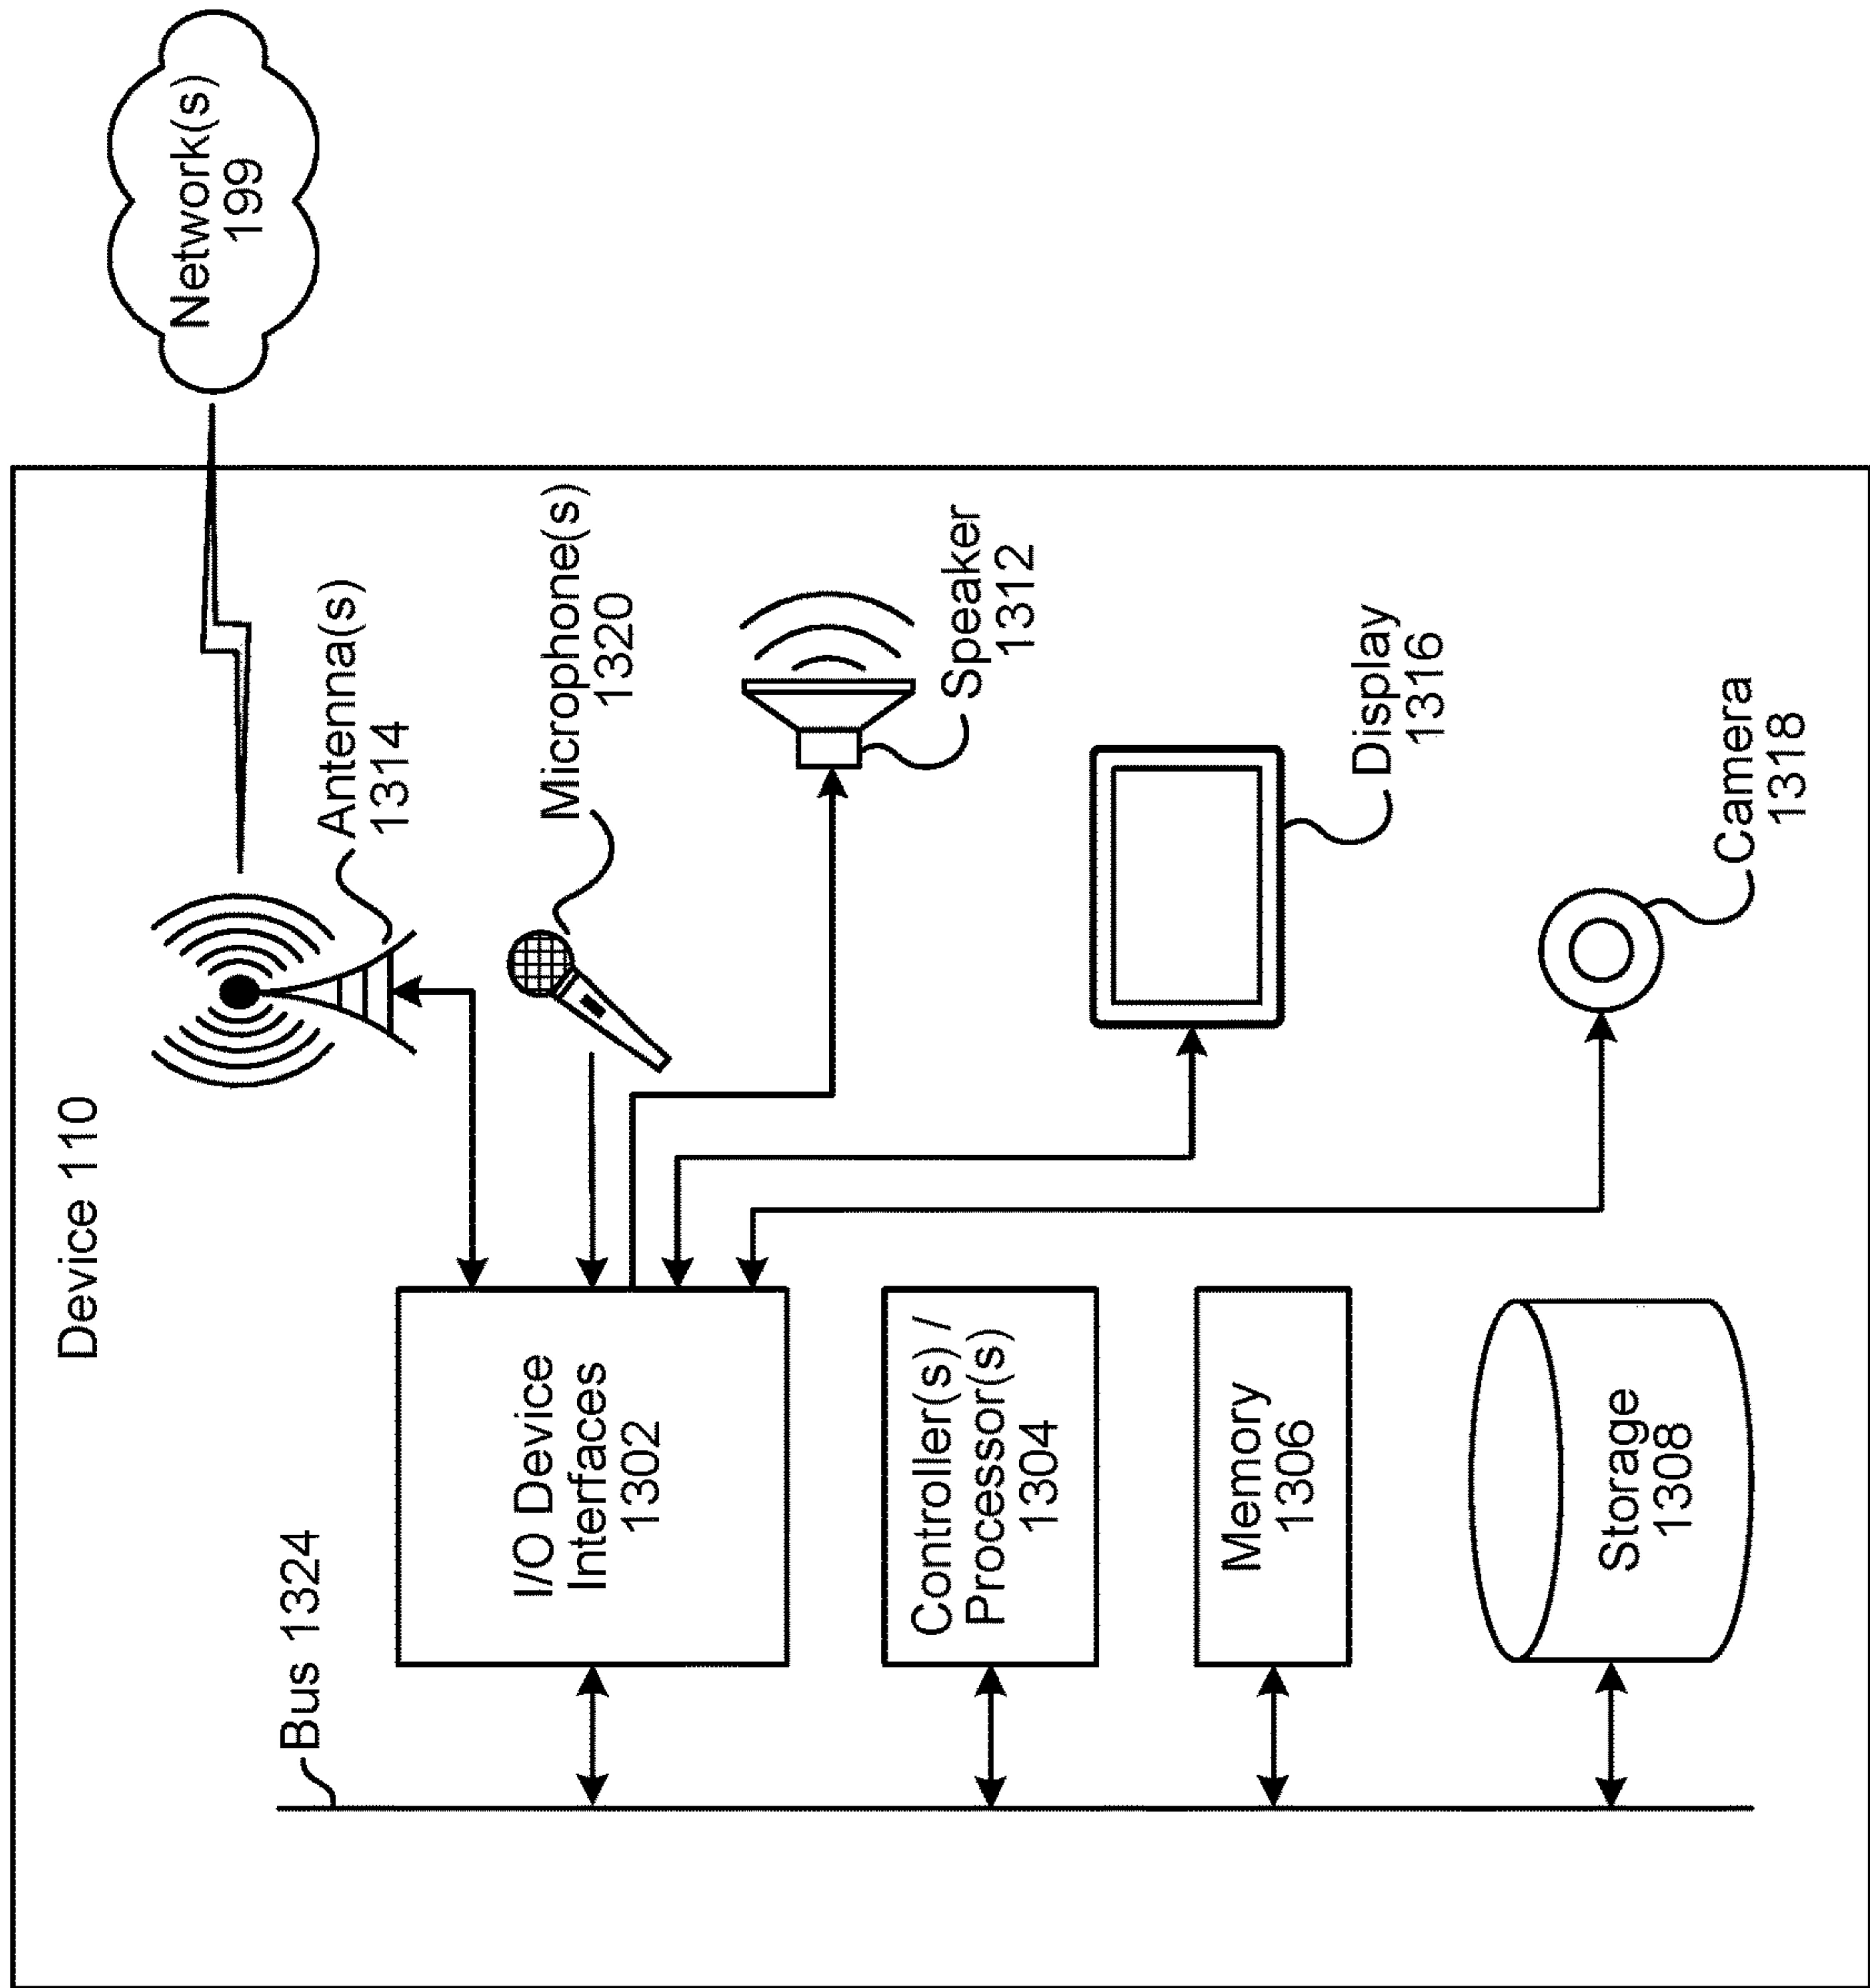 Device 110
Network(s)
199
Antenna(s)
1314
Bus 1324
I/O Device
Interfaces
1302
Microphone(s)
1320
Speaker
1312
Controller(s) /
Processor(s)
1304
Display
1316
Memory
1306
Storage
1308
Camera
1318